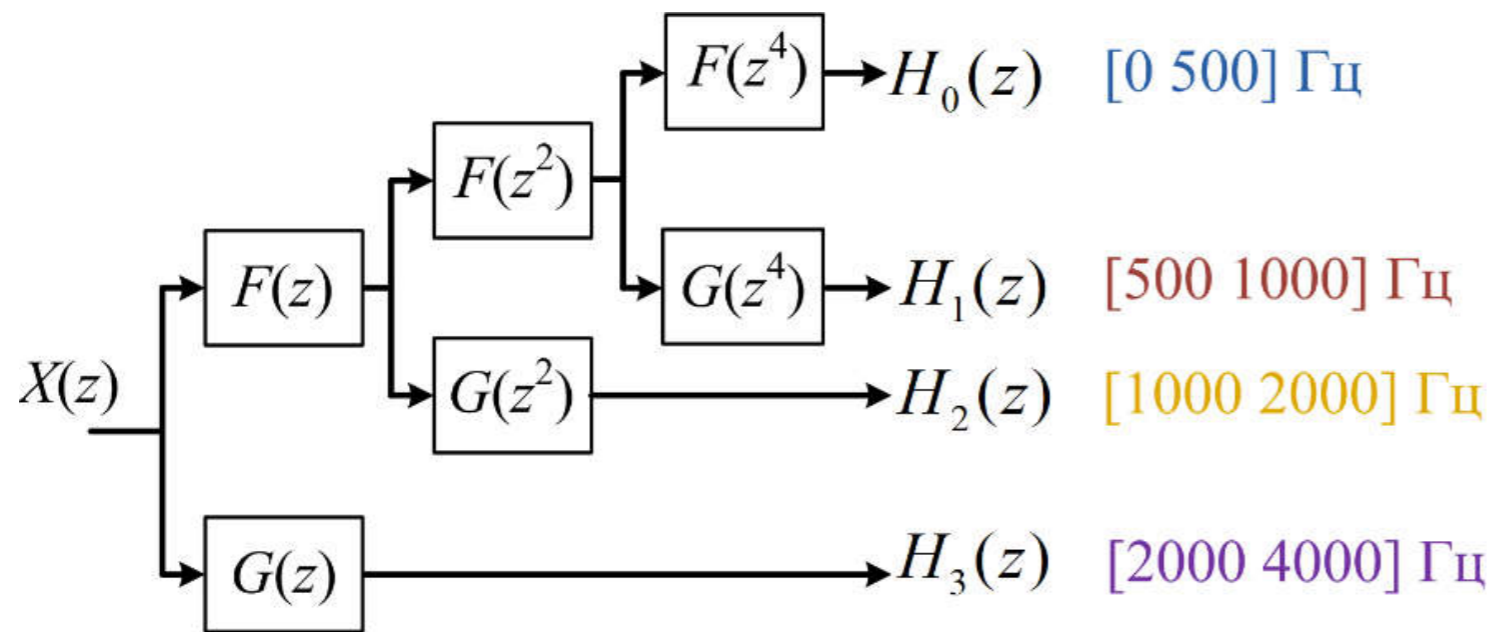 F(z⁴) H₀(z) [0 500] Гц
F(z²)
F(z) G(z⁴) H₁(z) [500 1000] Гц
X(z) G(z²) H₂(z) [1000 2000] Гц
G(z) H₃(z) [2000 4000] Гц